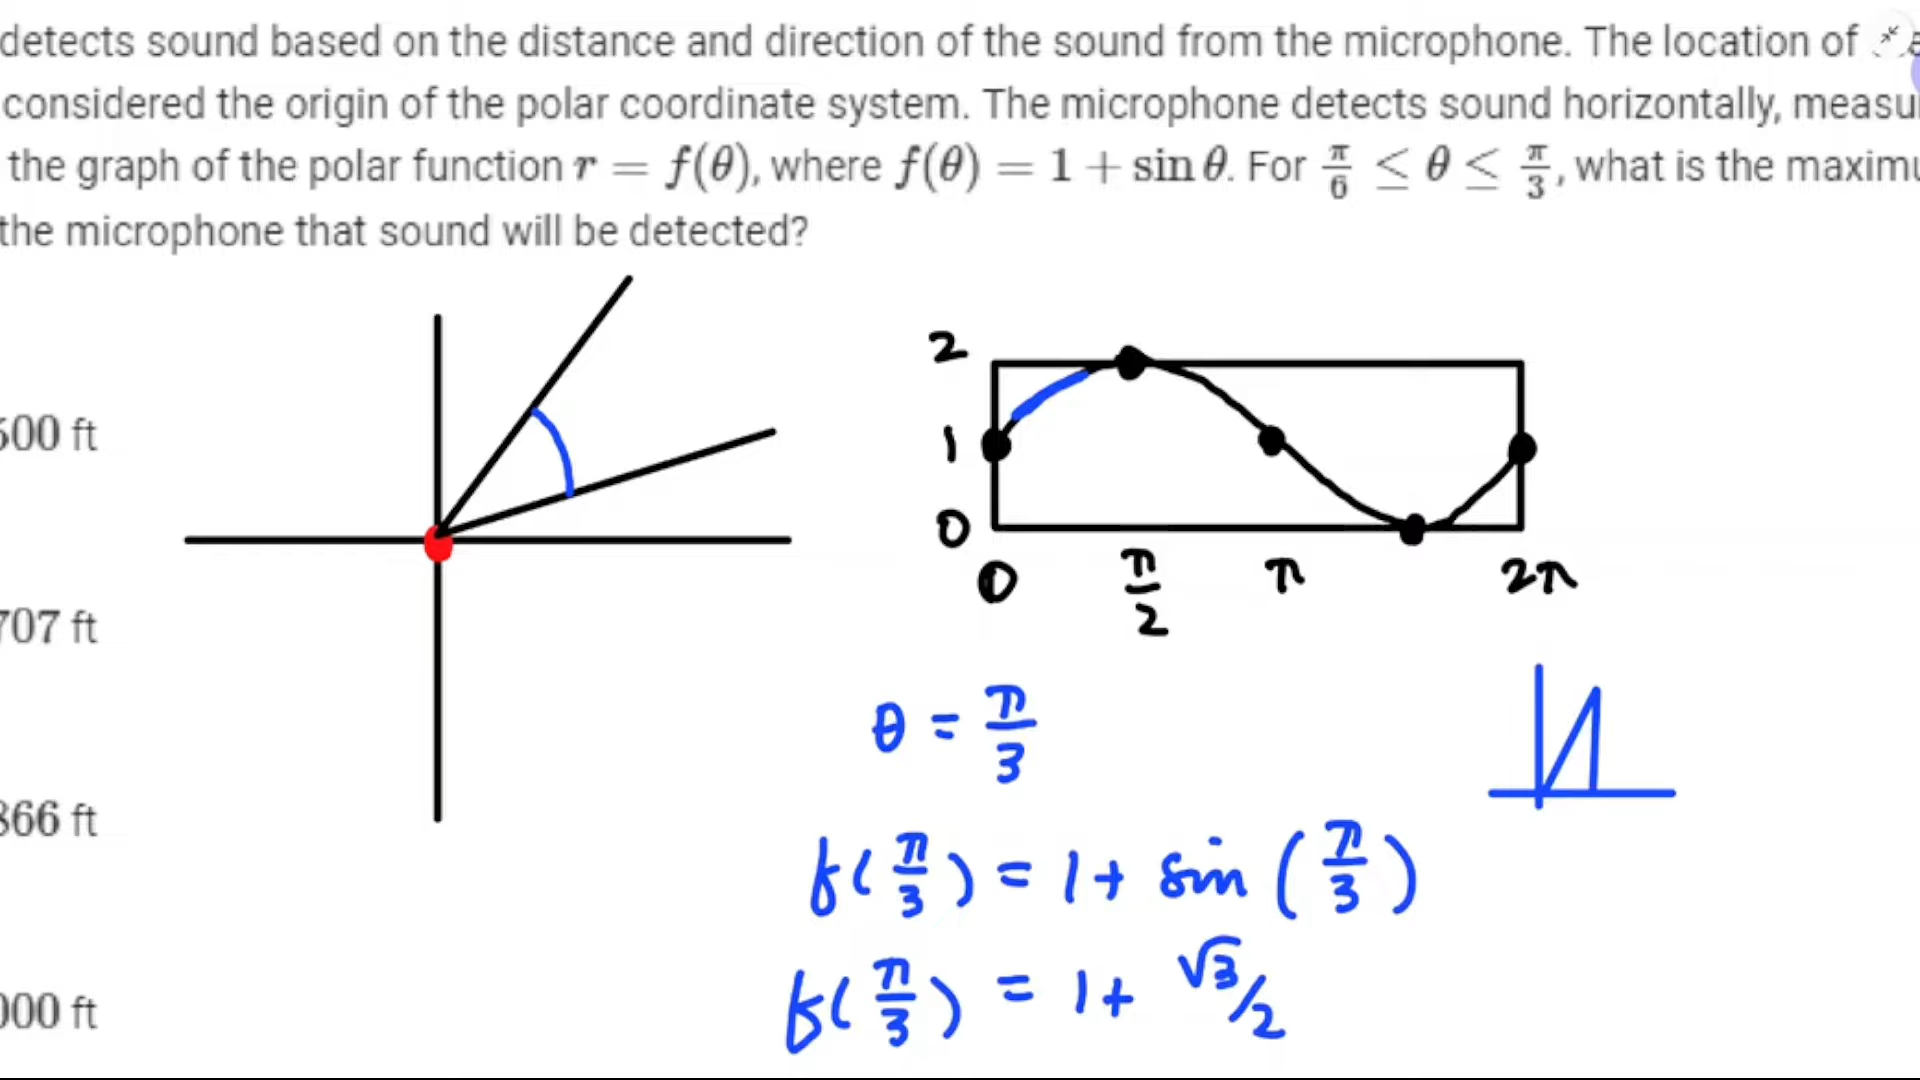 detects sound based on the distance and direction of the sound from the microphone. The location of
considered the origin of the polar coordinate system. The microphone detects sound horizontally,
the graph of the polar function r = f(θ), where f(θ) = 1 + sin θ. For π/6 ≤ θ ≤ π/3, what is the
the microphone that sound will be detected?
2
1
0
0 π/2 π 2π
00 ft
707 ft
866 ft
000 ft
θ = π/3
f(π/3) = 1 + sin(π/3)
f(π/3) = 1 + √3/2